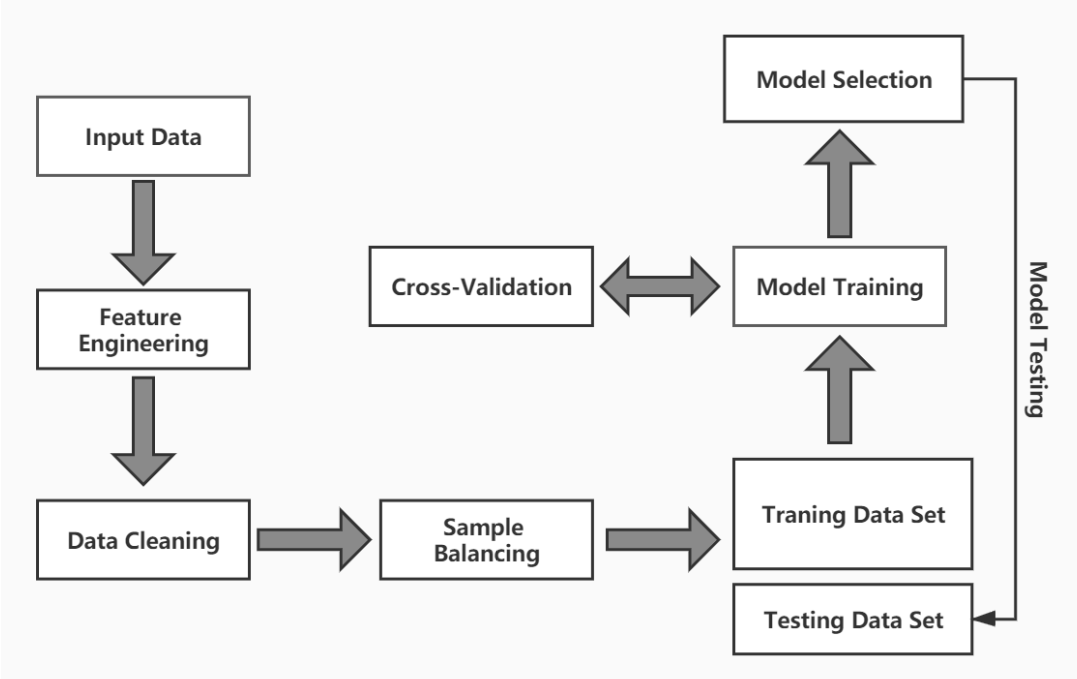 Input Data
Feature
Engineering
Data Cleaning
Sample
Balancing
Traning Data Set
Testing Data Set
Cross-Validation
Model Training
Model Selection
Model Testing